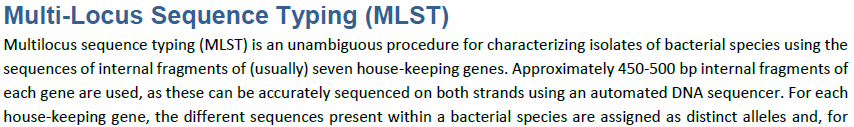 Multi-Locus Sequence Typing (MLST)
Multilocus sequence typing (MLST) is an unambiguous procedure for characterizing isolates of bacterial species using the
sequences of internal fragments of (usually) seven house-keeping genes. Approximately 450-500 bp internal fragments of
each gene are used, as these can be accurately sequenced on both strands using an automated DNA sequencer. For each
house-keeping gene, the different sequences present within a bacterial species are assigned as distinct alleles and, for